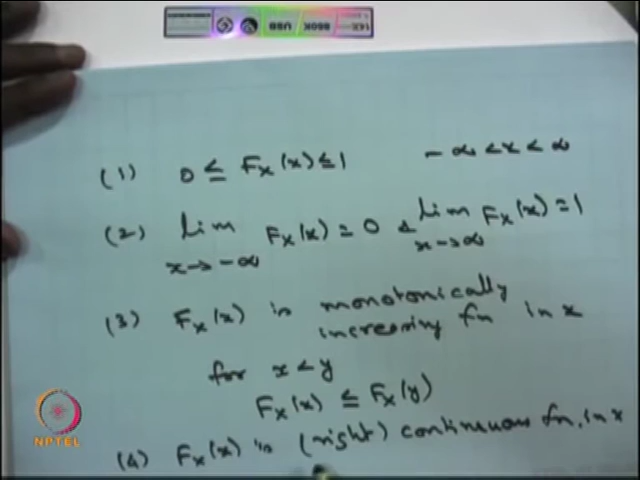 (1) 0 ≤ Fx(x) ≤ 1 -∞ < x < ∞
(2) lim Fx(x) = 0 & lim Fx(x) = 1
x → -∞ x → ∞
(3) Fx(x) is monotonically
increasing fn in x
for x < y
Fx(x) ≤ Fx(y)
(4) Fx(x) is (right) continuous fn. in x
NPTEL